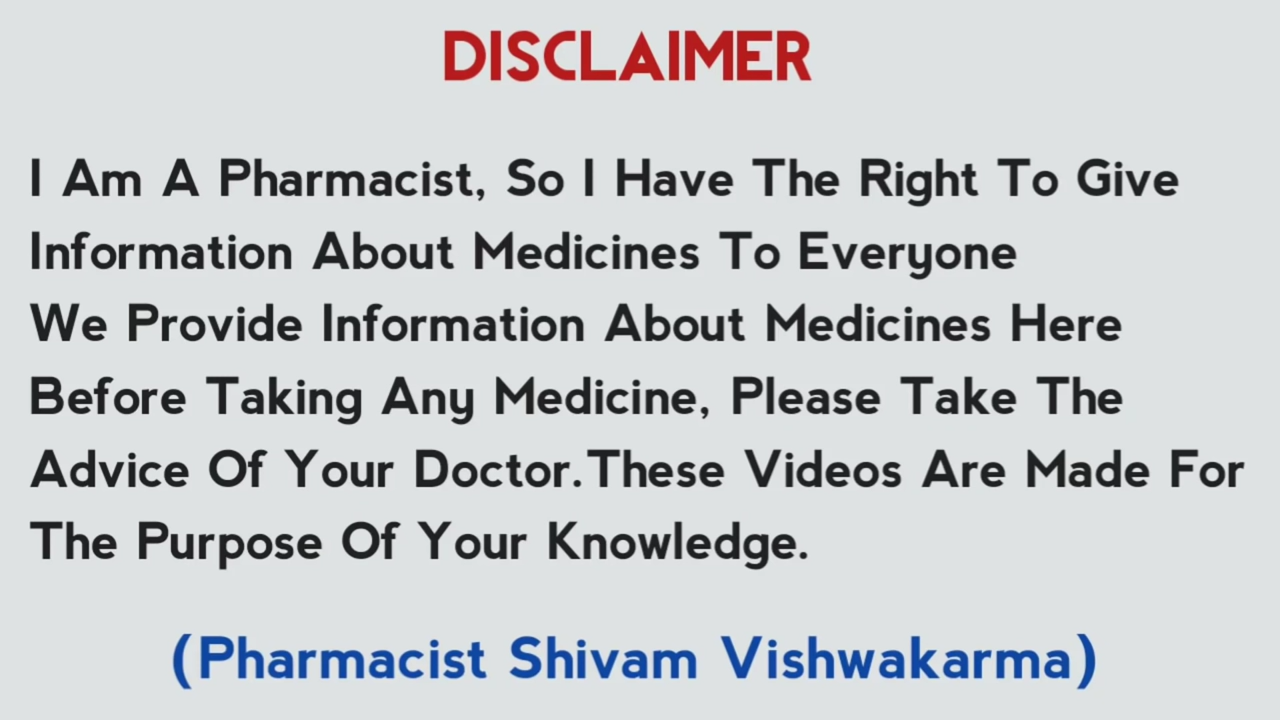 DISCLAIMER
I Am A Pharmacist, So I Have The Right To Give
Information About Medicines To Everyone
We Provide Information About Medicines Here
Before Taking Any Medicine, Please Take The
Advice Of Your Doctor.These Videos Are Made For
The Purpose Of Your Knowledge.
(Pharmacist Shivam Vishwakarma)